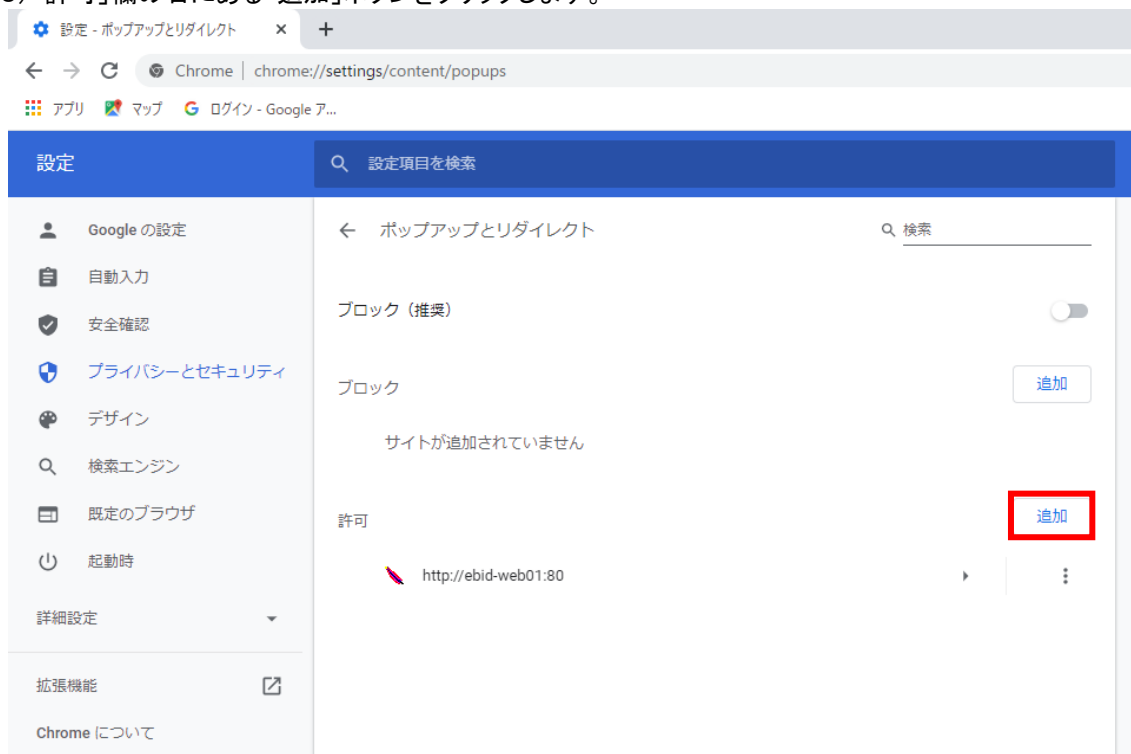 設定 - ポップアップとリダイレクト × +
Chrome | chrome://settings/content/popups
アプリ マップ G ログイン - Google ア...
設定
設定項目を検索
Google の設定
自動入力
安全確認
プライバシーとセキュリティ
デザイン
検索エンジン
既定のブラウザ
起動時
詳細設定
拡張機能
Chrome について
ポップアップとリダイレクト
検索
ブロック（推奨）
ブロック
追加
サイトが追加されていません
許可
追加
http://ebid-web01:80